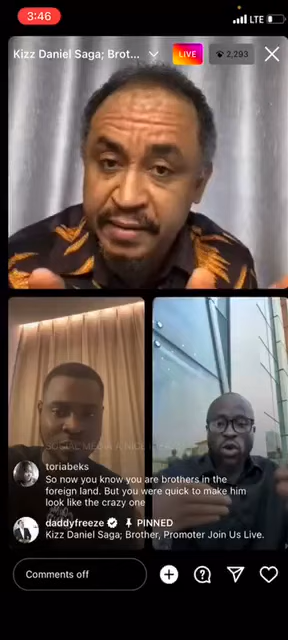 3:46
LTE
Kizz Daniel Saga; Brot...
LIVE
2,293
toriabeks
So now you know you are brothers in the
foreign land. But you were quick to make him
look like the crazy one
daddyfreeze PINNED
Kizz Daniel Saga; Brother, Promoter Join Us Live.
Comments off